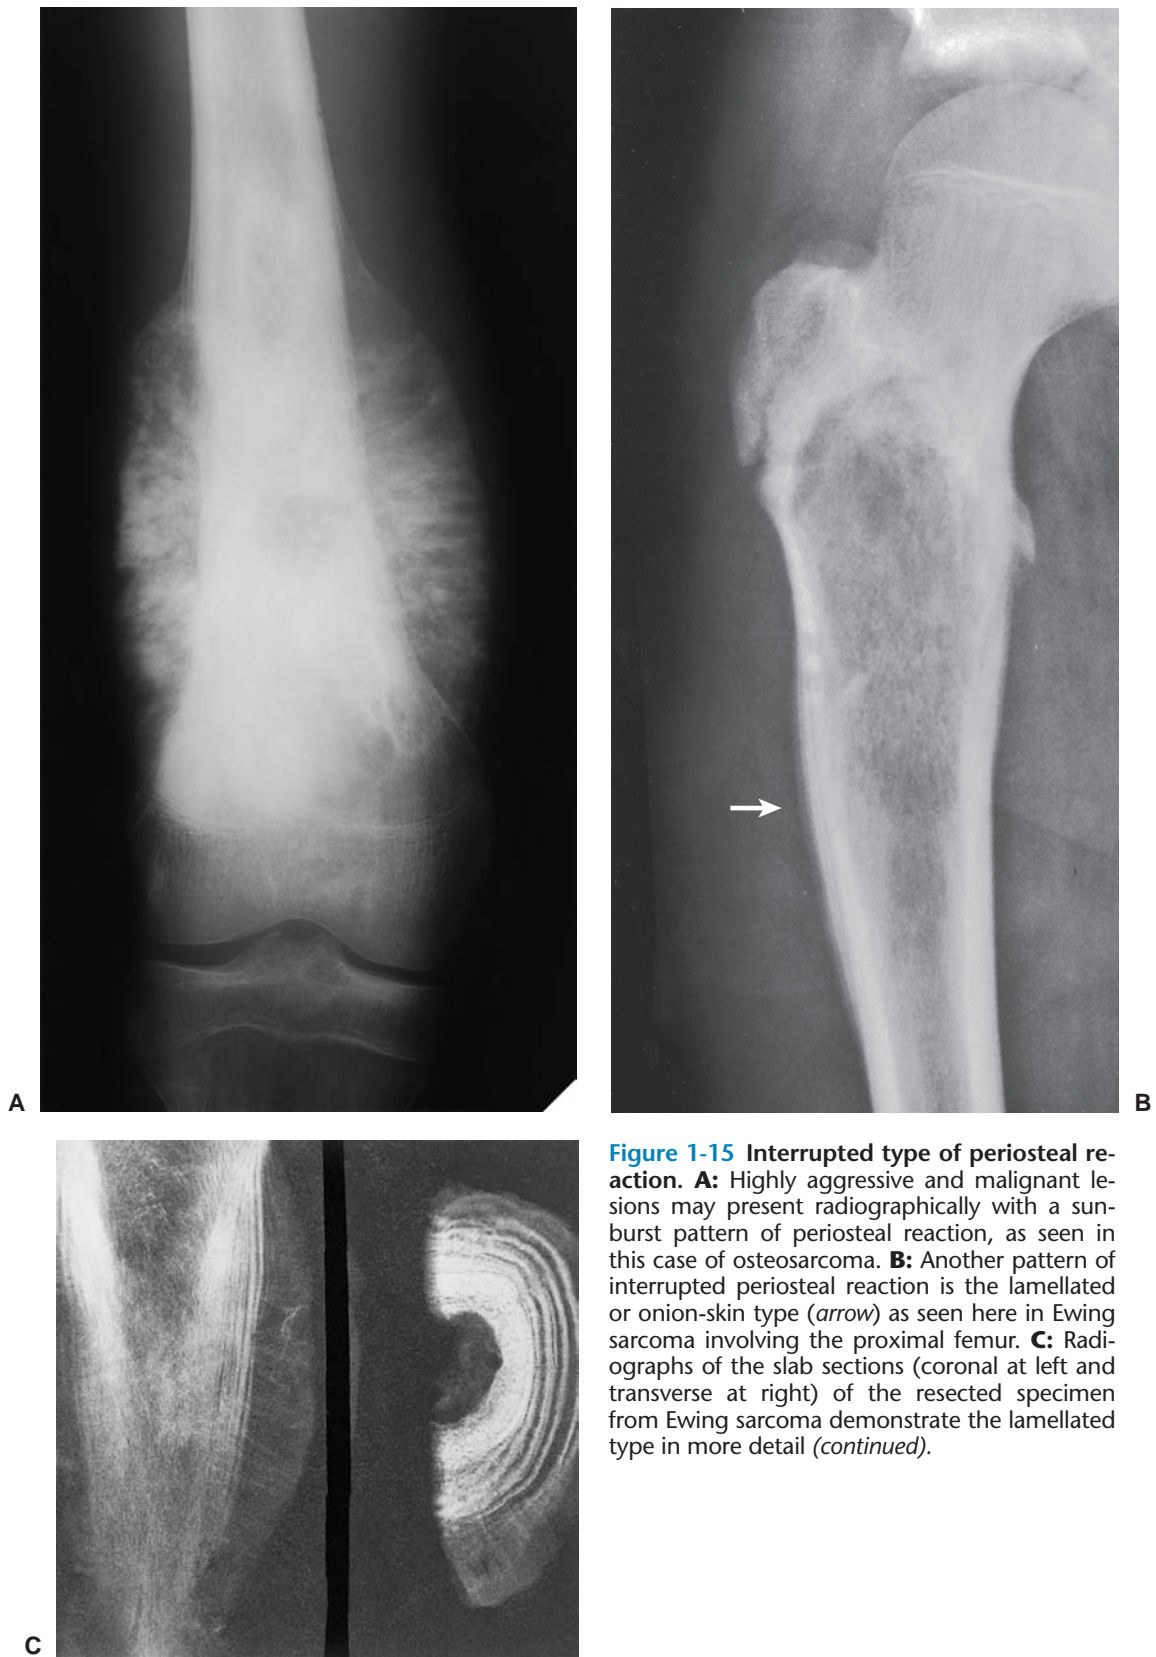 A
B
C
Figure 1-15 Interrupted type of periosteal re-
action. A: Highly aggressive and malignant le-
sions may present radiographically with a sun-
burst pattern of periosteal reaction, as seen in
this case of osteosarcoma. B: Another pattern of
interrupted periosteal reaction is the lamellated
or onion-skin type (arrow) as seen here in Ewing
sarcoma involving the proximal femur. C: Radi-
ographs of the slab sections (coronal at left and
transverse at right) of the resected specimen
from Ewing sarcoma demonstrate the lamellated
type in more detail (continued).